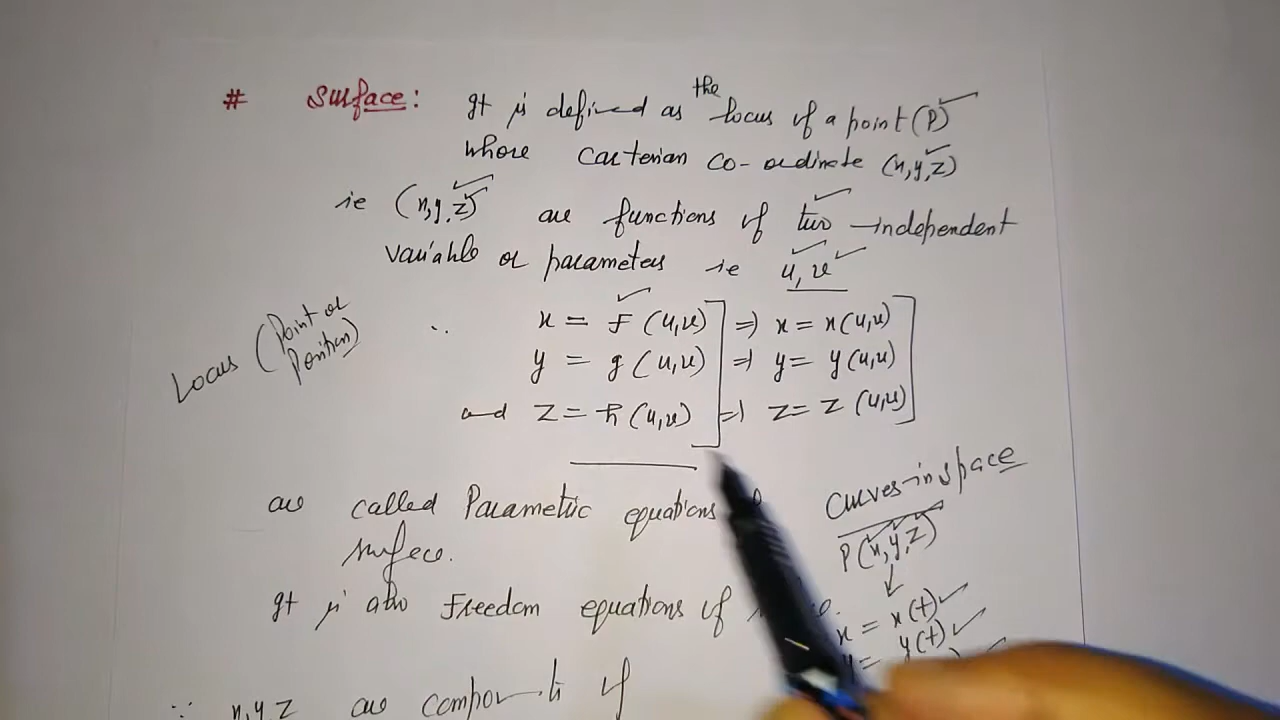 # Surface: It is defined as the locus of a point (P)
whose cartesian co-ordinate (x,y,z)
ie (x,y,z) are functions of two independent
variable or parameters ie u,v
Locus (Point or
Position)
∴ x = f (u,v) ⇒ x = x(u,v)
y = g (u,v) ⇒ y = y(u,v)
and z = h (u,v) ⇒ z = z (u,v)
are called Parametric equations
surface.
It is also Freedom equations of
∵ x,y,z are components of
Curves-in space
P(x,y,z)
↓
x = x(t)
y = y(t)